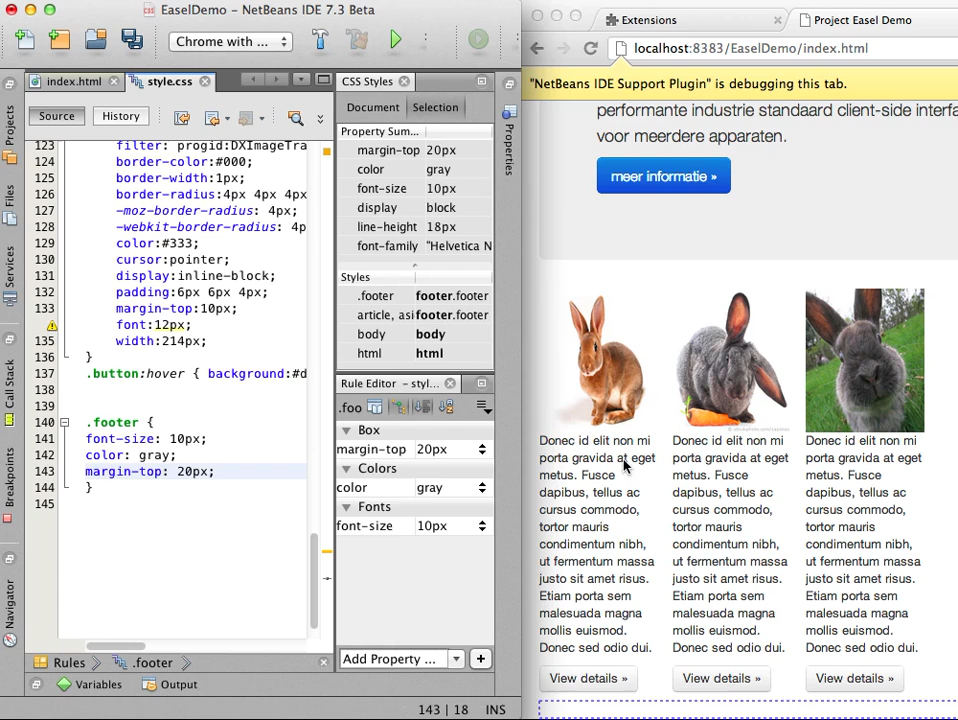 EaselDemo – NetBeans IDE 7.3 Beta
Chrome with ...
index.html
style.css
Source
History
123 filter: progid:DXImageTra
124 border-color:#000;
125 border-width:1px;
126 border-radius:4px 4px 4px
127 -moz-border-radius: 4px;
128 -webkit-border-radius: 4p
129 color:#333;
130 cursor:pointer;
131 display:inline-block;
132 padding:6px 6px 4px;
133 margin-top:10px;
font:12px;
135 width:214px;
136 }
137 .button:hover { background:#d
138
139
140 .footer {
141 font-size: 10px;
142 color: gray;
143 margin-top: 20px;
144 }
145
Projects
Files
Services
Call Stack
Breakpoints
Navigator
Rules
.footer
Variables
Output
143 | 18
INS
CSS Styles
Document
Selection
Property Sum...
margin-top 20px
color gray
font-size 10px
display block
line-height 18px
font-family "Helvetica N
Styles
.footer footer.footer
article, asi footer.footer
body body
html html
Rule Editor – styl...
.foo
Box
margin-top 20px
Colors
color gray
Fonts
font-size 10px
Add Property ...
Properties
Extensions
Project Easel Demo
localhost:8383/EaselDemo/index.html
"NetBeans IDE Support Plugin" is debugging this tab.
performante industrie standaard client-side interfa
voor meerdere apparaten.
meer informatie »
Donec id elit non mi
porta gravida at eget
metus. Fusce
dapibus, tellus ac
cursus commodo,
tortor mauris
condimentum nibh,
ut fermentum massa
justo sit amet risus.
Etiam porta sem
malesuada magna
mollis euismod.
Donec sed odio dui.
View details »
Donec id elit non mi
porta gravida at eget
metus. Fusce
dapibus, tellus ac
cursus commodo,
tortor mauris
condimentum nibh,
ut fermentum massa
justo sit amet risus.
Etiam porta sem
malesuada magna
mollis euismod.
Donec sed odio dui.
View details »
Donec id elit non mi
porta gravida at eget
metus. Fusce
dapibus, tellus ac
cursus commodo,
tortor mauris
condimentum nibh,
ut fermentum massa
justo sit amet risus.
Etiam porta sem
malesuada magna
mollis euismod.
Donec sed odio dui.
View details »